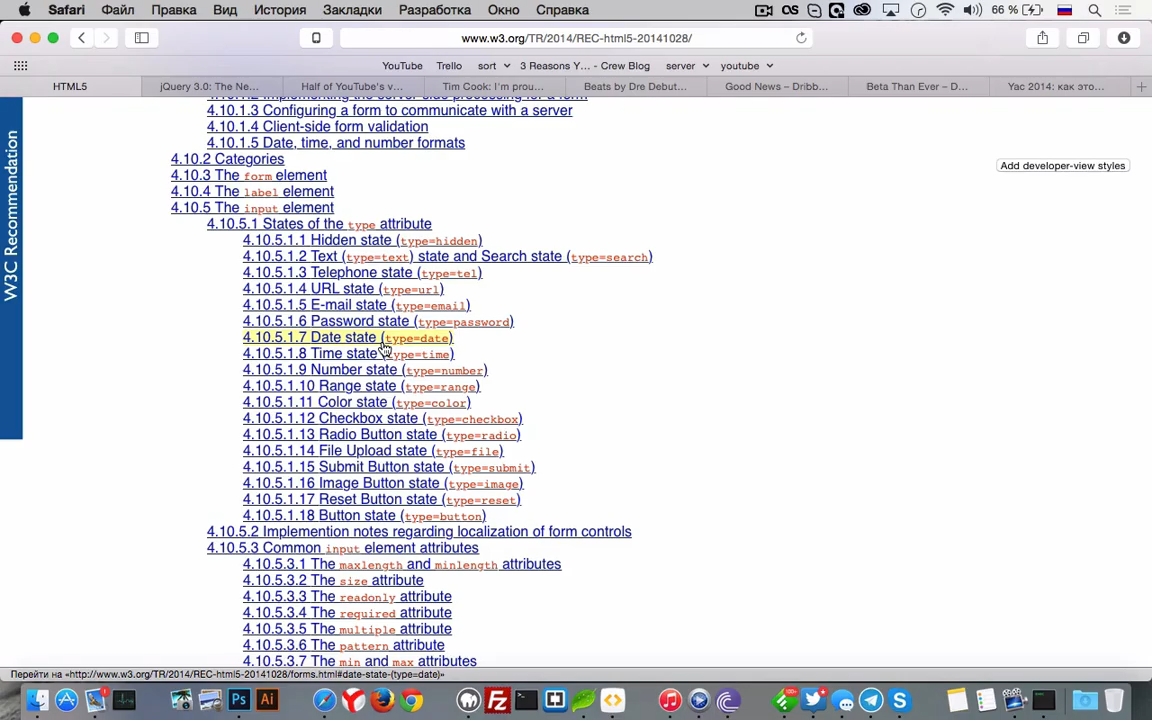 Safari Файл Правка Вид История Закладки Разработка Окно Справка 66 %
www.w3.org/TR/2014/REC-html5-20141028/
YouTube Trello sort 3 Reasons Y... - Crew Blog server youtube
HTML5 jQuery 3.0: The Ne... Half of YouTube's v... Tim Cook: I'm prou... Beats by Dre Debut... Good News – Dribb... Beta Than Ever – D... Yac 2014: как это...
W3C Recommendation
4.10.1.2 Implementing the server-side processing for a form
4.10.1.3 Configuring a form to communicate with a server
4.10.1.4 Client-side form validation
4.10.1.5 Date, time, and number formats
4.10.2 Categories
Add developer-view styles
4.10.3 The form element
4.10.4 The label element
4.10.5 The input element
4.10.5.1 States of the type attribute
4.10.5.1.1 Hidden state (type=hidden)
4.10.5.1.2 Text (type=text) state and Search state (type=search)
4.10.5.1.3 Telephone state (type=tel)
4.10.5.1.4 URL state (type=url)
4.10.5.1.5 E-mail state (type=email)
4.10.5.1.6 Password state (type=password)
4.10.5.1.7 Date state (type=date)
4.10.5.1.8 Time state (type=time)
4.10.5.1.9 Number state (type=number)
4.10.5.1.10 Range state (type=range)
4.10.5.1.11 Color state (type=color)
4.10.5.1.12 Checkbox state (type=checkbox)
4.10.5.1.13 Radio Button state (type=radio)
4.10.5.1.14 File Upload state (type=file)
4.10.5.1.15 Submit Button state (type=submit)
4.10.5.1.16 Image Button state (type=image)
4.10.5.1.17 Reset Button state (type=reset)
4.10.5.1.18 Button state (type=button)
4.10.5.2 Implemention notes regarding localization of form controls
4.10.5.3 Common input element attributes
4.10.5.3.1 The maxlength and minlength attributes
4.10.5.3.2 The size attribute
4.10.5.3.3 The readonly attribute
4.10.5.3.4 The required attribute
4.10.5.3.5 The multiple attribute
4.10.5.3.6 The pattern attribute
4.10.5.3.7 The min and max attributes
Перейти на «http://www.w3.org/TR/2014/REC-html5-20141028/forms.html#date-state-(type=date)»